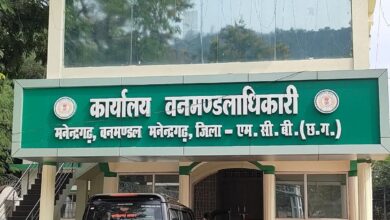 कार्यालय वनमण्डलाधिकारी
मनेन्द्रगढ़, वनमण्डल मनेन्द्रगढ़, जिला - एम.सी.बी.(छ.ग.)